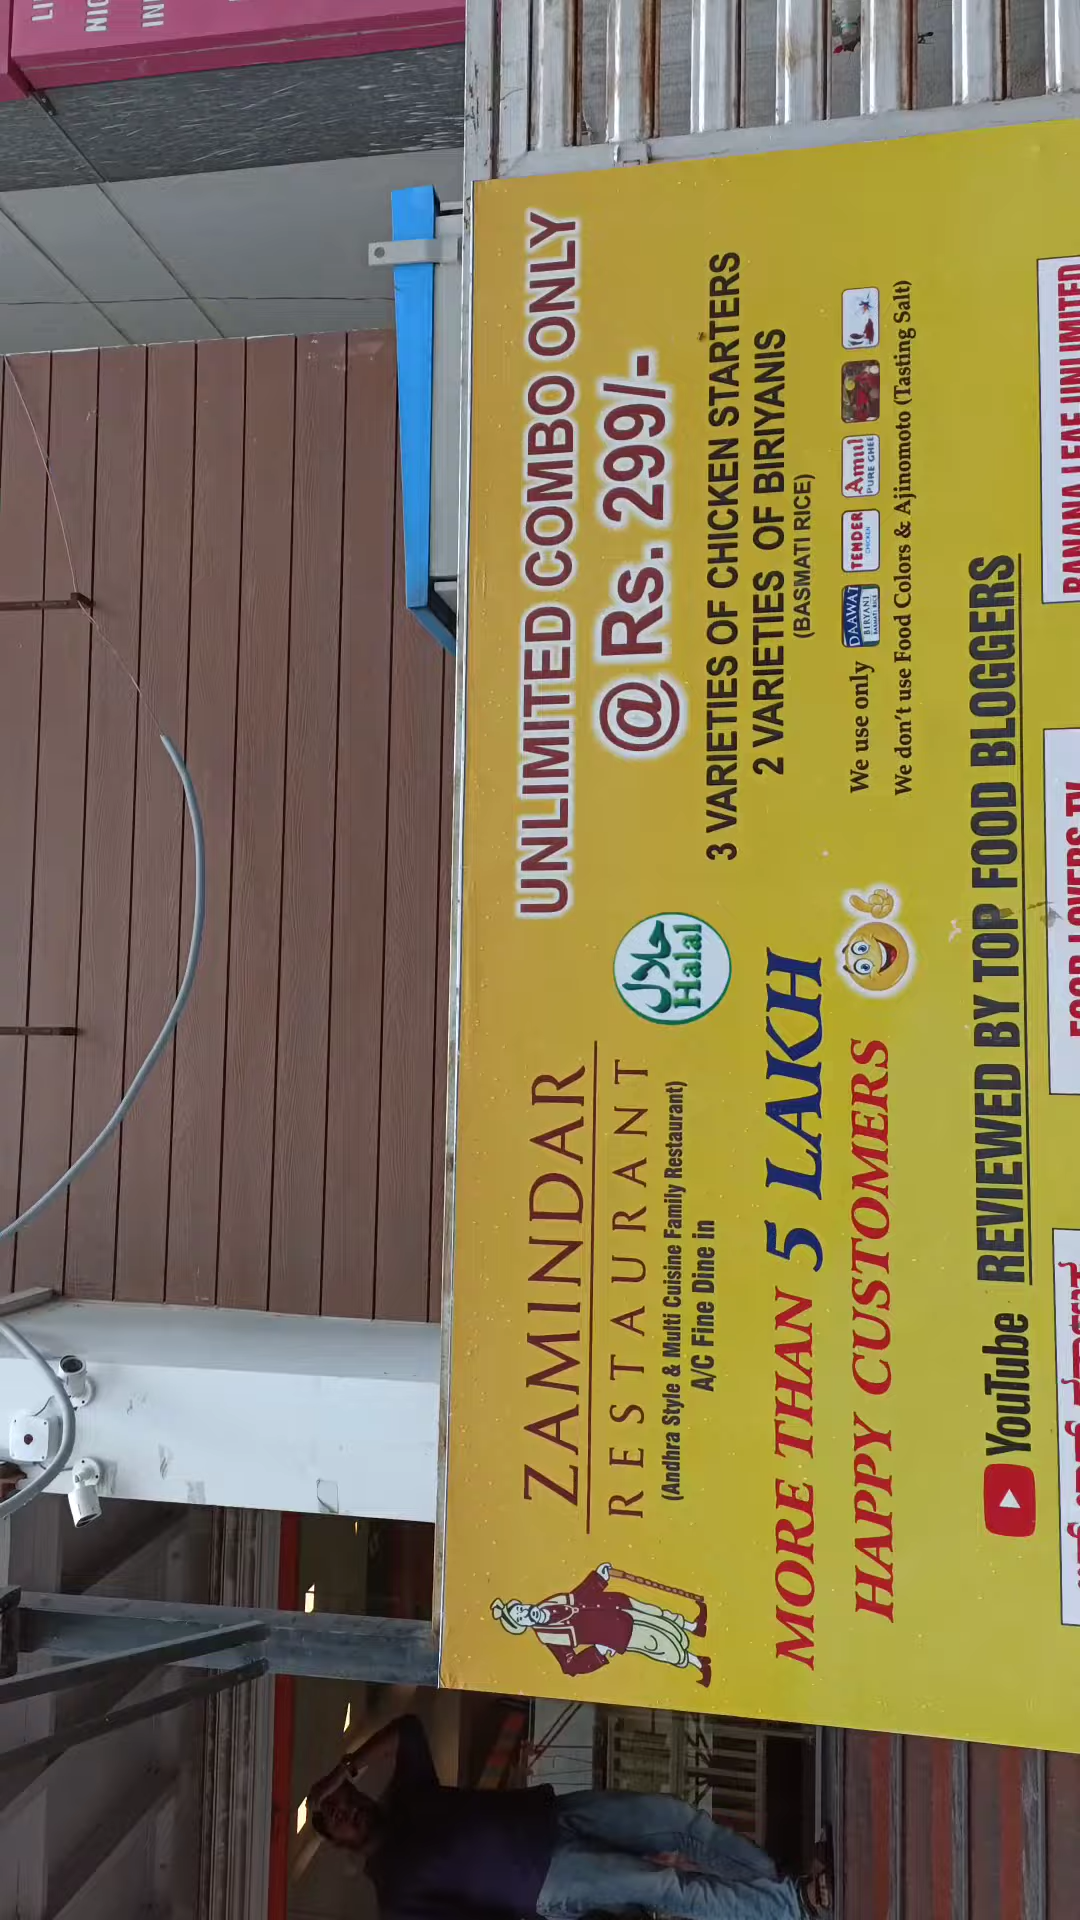 ZAMINDAR
RESTAURANT
(Andhra Style & Multi Cuisine Family Restaurant)
A/C Fine Dine in
حلال
Halal
UNLIMITED COMBO ONLY
@ Rs. 299/-
3 VARIETIES OF CHICKEN STARTERS
2 VARIETIES OF BIRIYANIS
(BASMATI RICE)
We use only
DAAWAT
BIRYANI
BASMATI RICE
TENDER
CHICKEN
Amul
PURE GHEE
We don't use Food Colors & Ajinomoto (Tasting Salt)
MORE THAN 5 LAKH
HAPPY CUSTOMERS
YouTube REVIEWED BY TOP FOOD BLOGGERS
FOOD LOVERS TV
BANANA LEAF UNLIMITED